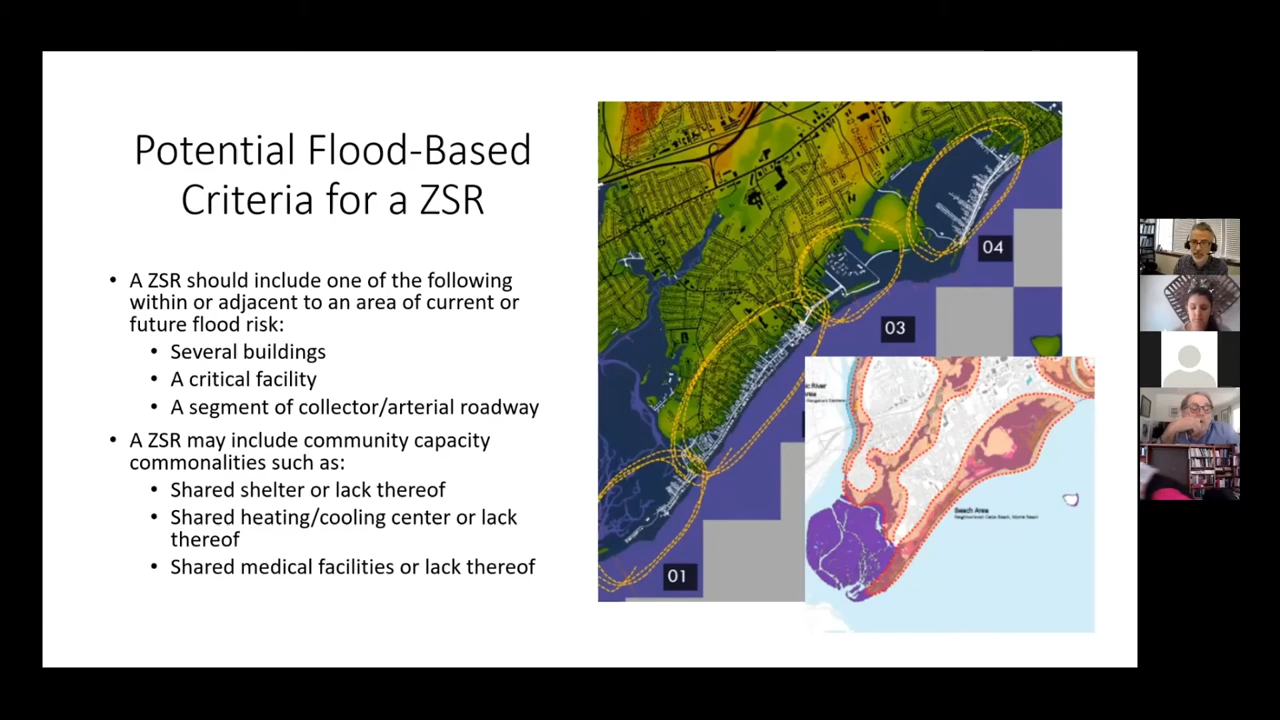 Potential Flood-Based
Criteria for a ZSR
• A ZSR should include one of the following
within or adjacent to an area of current or
future flood risk:
• Several buildings
• A critical facility
• A segment of collector/arterial roadway
• A ZSR may include community capacity
commonalities such as:
• Shared shelter or lack thereof
• Shared heating/cooling center or lack
thereof
• Shared medical facilities or lack thereof
04
03
01
ic River
Area
Beach Area